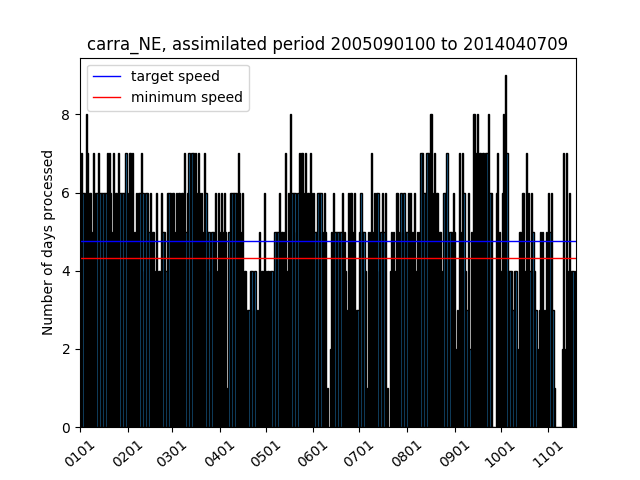 carra_NE, assimilated period 2005090100 to 2014040709
target speed
minimum speed
Number of days processed
8
6
4
2
0
0101 0201 0301 0401 0501 0601 0701 0801 0901 1001 1101